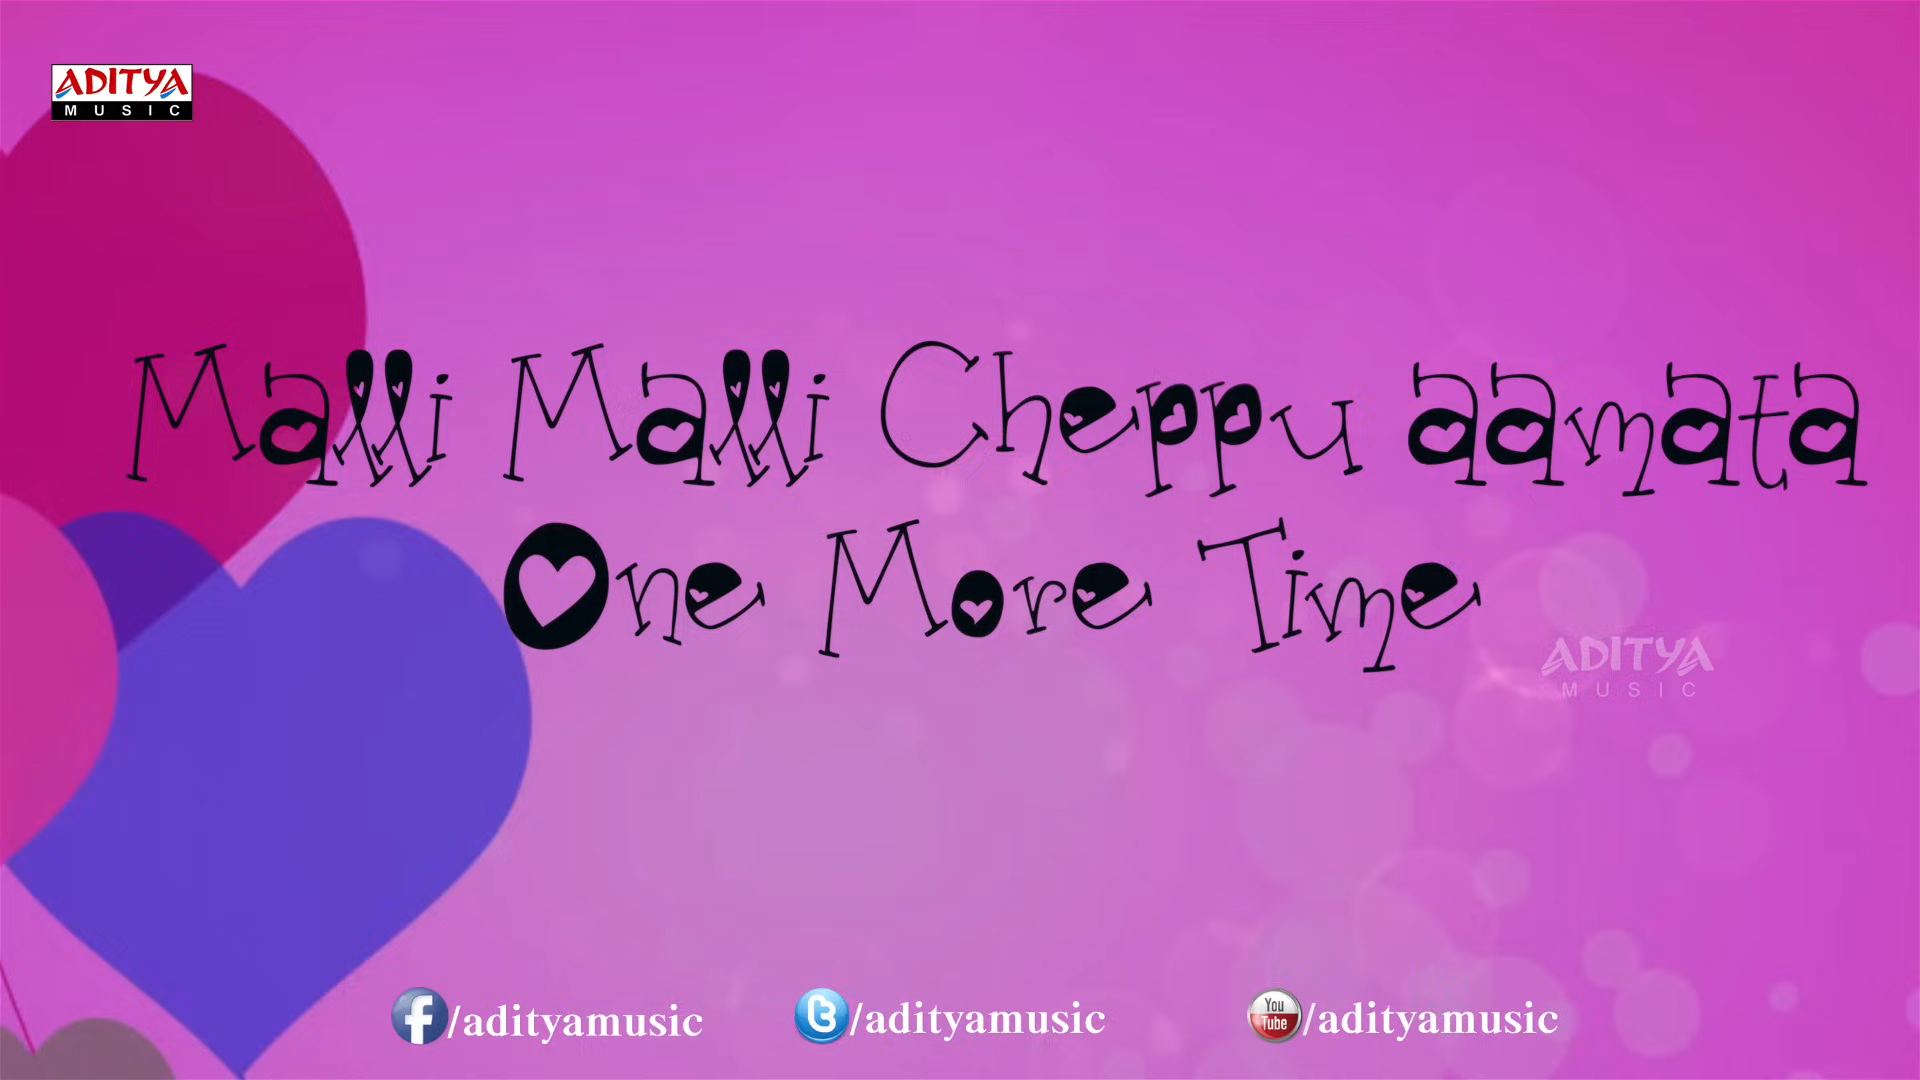 ADITYA
MUSIC
Malli Malli Cheppu aamata
One More Time
ADITYA
MUSIC
/adityamusic
/adityamusic
You
Tube
/adityamusic